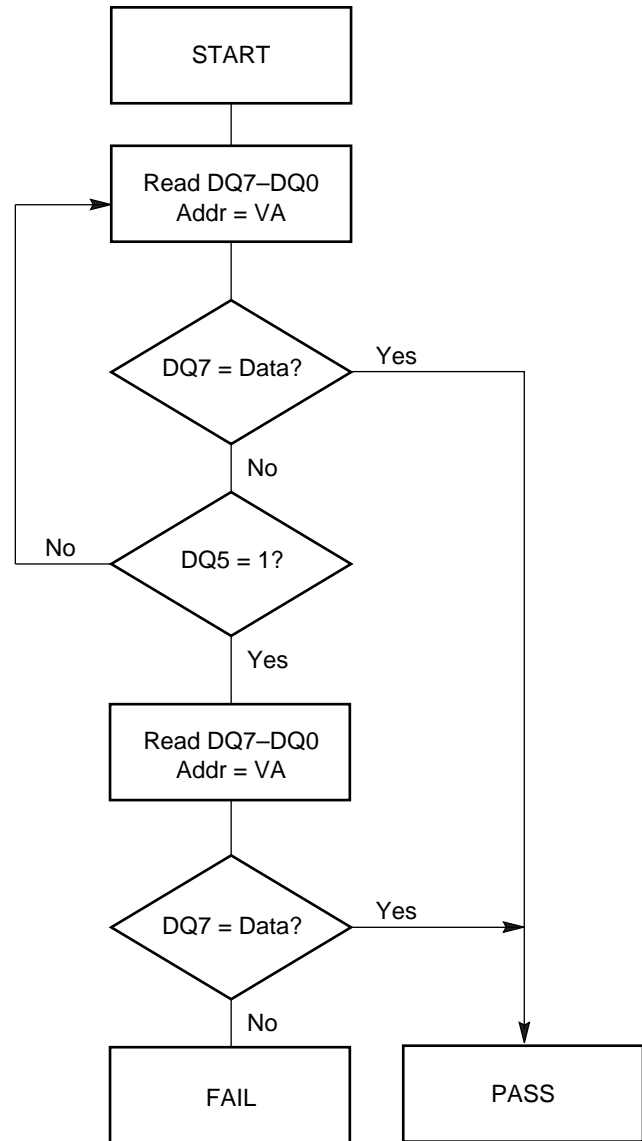 START
Read DQ7–DQ0
Addr = VA
DQ7 = Data?
Yes
No
DQ5 = 1?
No
Yes
Read DQ7–DQ0
Addr = VA
DQ7 = Data?
Yes
No
FAIL
PASS